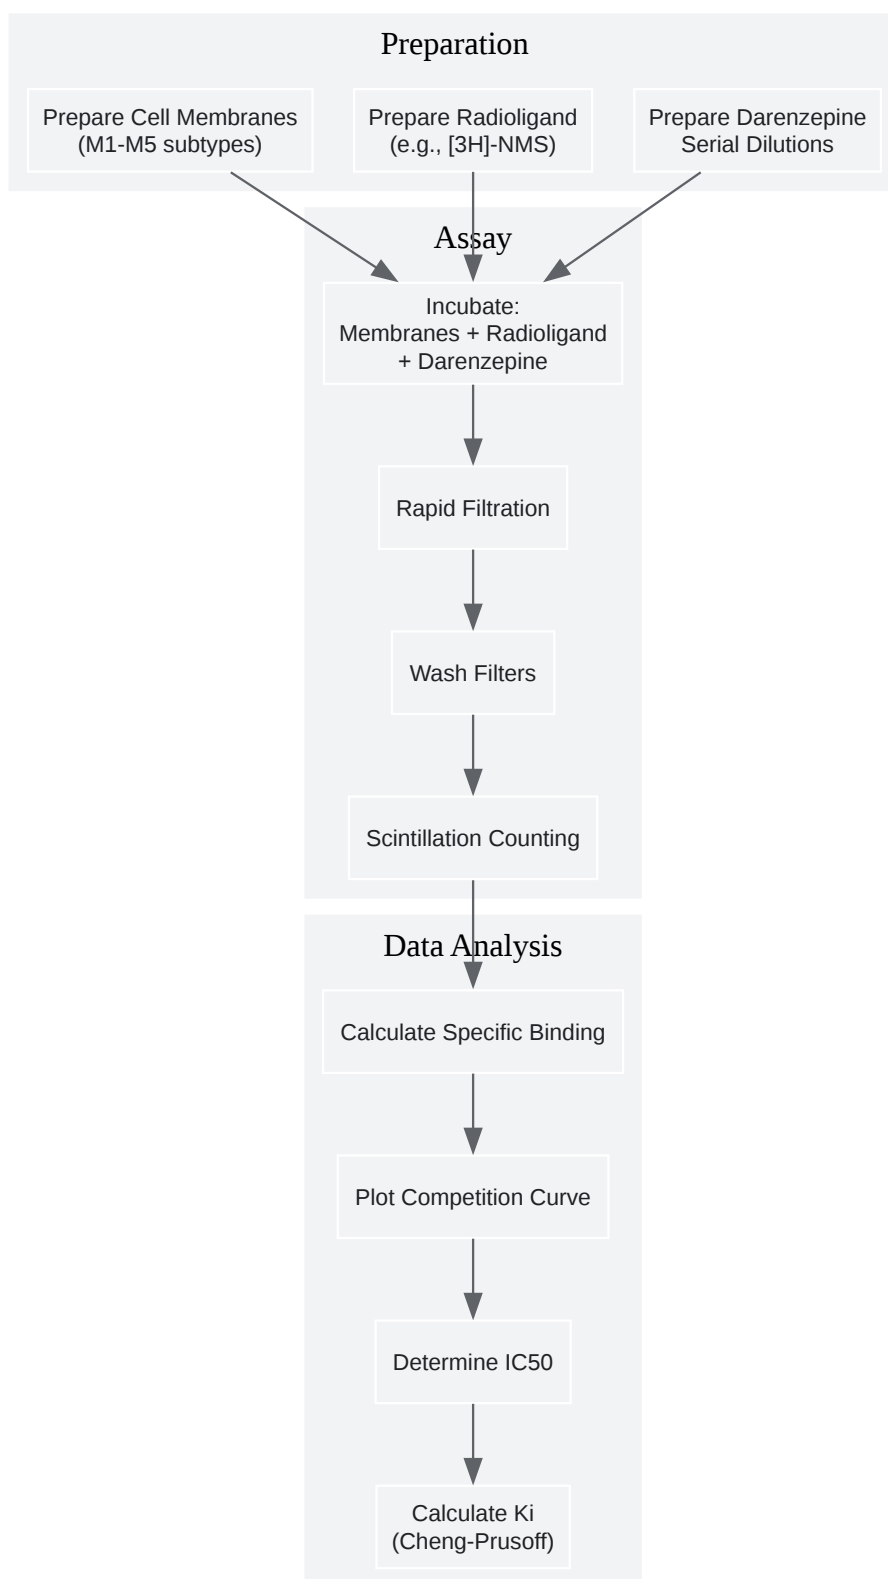 Preparation
Prepare Cell Membranes
(M1-M5 subtypes)
Prepare Radioligand
(e.g., [3H]-NMS)
Prepare Darenzepine
Serial Dilutions
Assay
Incubate:
Membranes + Radioligand
+ Darenzepine
Rapid Filtration
Wash Filters
Scintillation Counting
Data Analysis
Calculate Specific Binding
Plot Competition Curve
Determine IC50
Calculate Ki
(Cheng-Prusoff)